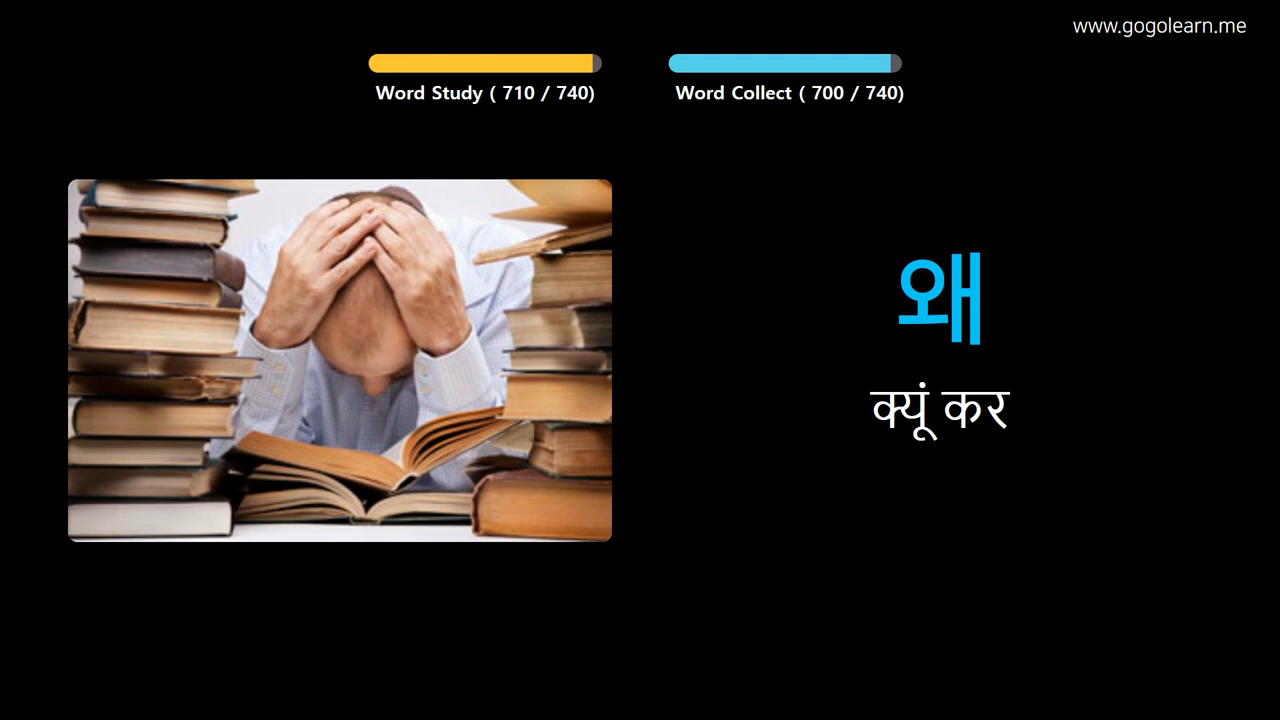 www.gogolearn.me
Word Study ( 710 / 740)
Word Collect ( 700 / 740)
왜
क्यूं कर